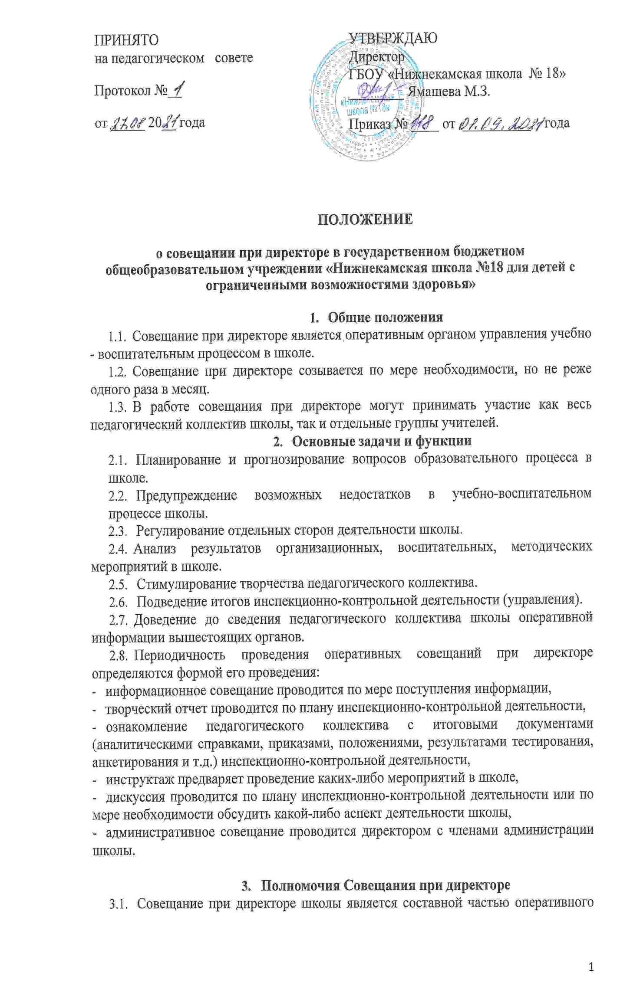 ПРИНЯТО
на педагогическом совете
Протокол № 1
от 27.08 2021 года
УТВЕРЖДАЮ
Директор
ГБОУ «Нижнекамская школа № 18»
Ямашева М.З.
«Нижнекамская
школа №18»
Приказ № 118 от 01.09.2021 года
ПОЛОЖЕНИЕ
о совещании при директоре в государственном бюджетном
общеобразовательном учреждении «Нижнекамская школа №18 для детей с
ограниченными возможностями здоровья»
1. Общие положения
1.1. Совещание при директоре является оперативным органом управления учебно
- воспитательным процессом в школе.
1.2. Совещание при директоре созывается по мере необходимости, но не реже
одного раза в месяц.
1.3. В работе совещания при директоре могут принимать участие как весь
педагогический коллектив школы, так и отдельные группы учителей.
2. Основные задачи и функции
2.1. Планирование и прогнозирование вопросов образовательного процесса в
школе.
2.2. Предупреждение возможных недостатков в учебно-воспитательном
процессе школы.
2.3. Регулирование отдельных сторон деятельности школы.
2.4. Анализ результатов организационных, воспитательных, методических
мероприятий в школе.
2.5. Стимулирование творчества педагогического коллектива.
2.6. Подведение итогов инспекционно-контрольной деятельности (управления).
2.7. Доведение до сведения педагогического коллектива школы оперативной
информации вышестоящих органов.
2.8. Периодичность проведения оперативных совещаний при директоре
определяются формой его проведения:
- информационное совещание проводится по мере поступления информации,
- творческий отчет проводится по плану инспекционно-контрольной деятельности,
- ознакомление педагогического коллектива с итоговыми документами
(аналитическими справками, приказами, положениями, результатами тестирования,
анкетирования и т.д.) инспекционно-контрольной деятельности,
- инструктаж предваряет проведение каких-либо мероприятий в школе,
- дискуссия проводится по плану инспекционно-контрольной деятельности или по
мере необходимости обсудить какой-либо аспект деятельности школы,
- административное совещание проводится директором с членами администрации
школы.
3. Полномочия Совещания при директоре
3.1. Совещание при директоре школы является составной частью оперативного
1